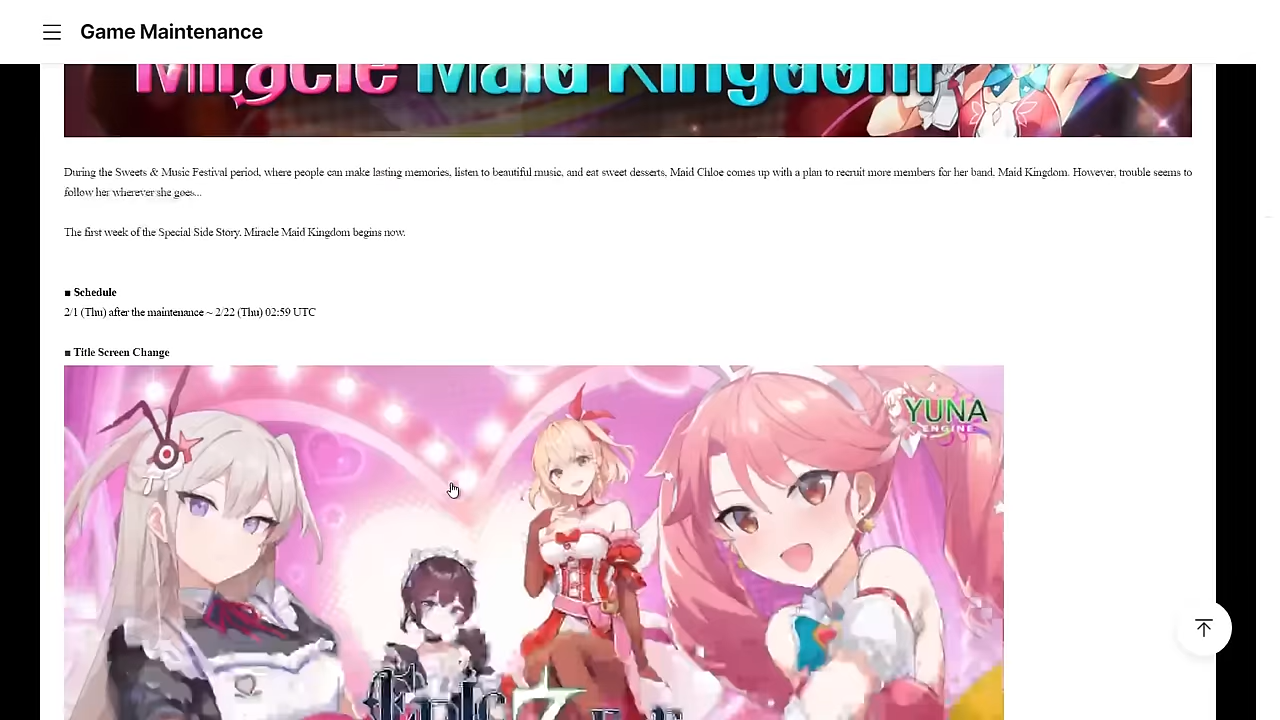 Game Maintenance
Miracle Maid Kingdom
During the Sweets & Music Festival period, where people can make lasting memories, listen to beautiful music, and eat sweet desserts, Maid Chloe comes up with a plan to recruit more members for her band, Maid Kingdom. However, trouble seems to
follow her wherever she goes...
The first week of the Special Side Story, Miracle Maid Kingdom begins now.
■ Schedule
2/1 (Thu) after the maintenance ~ 2/22 (Thu) 02:59 UTC
■ Title Screen Change
YUNA
ENGINE
Epic